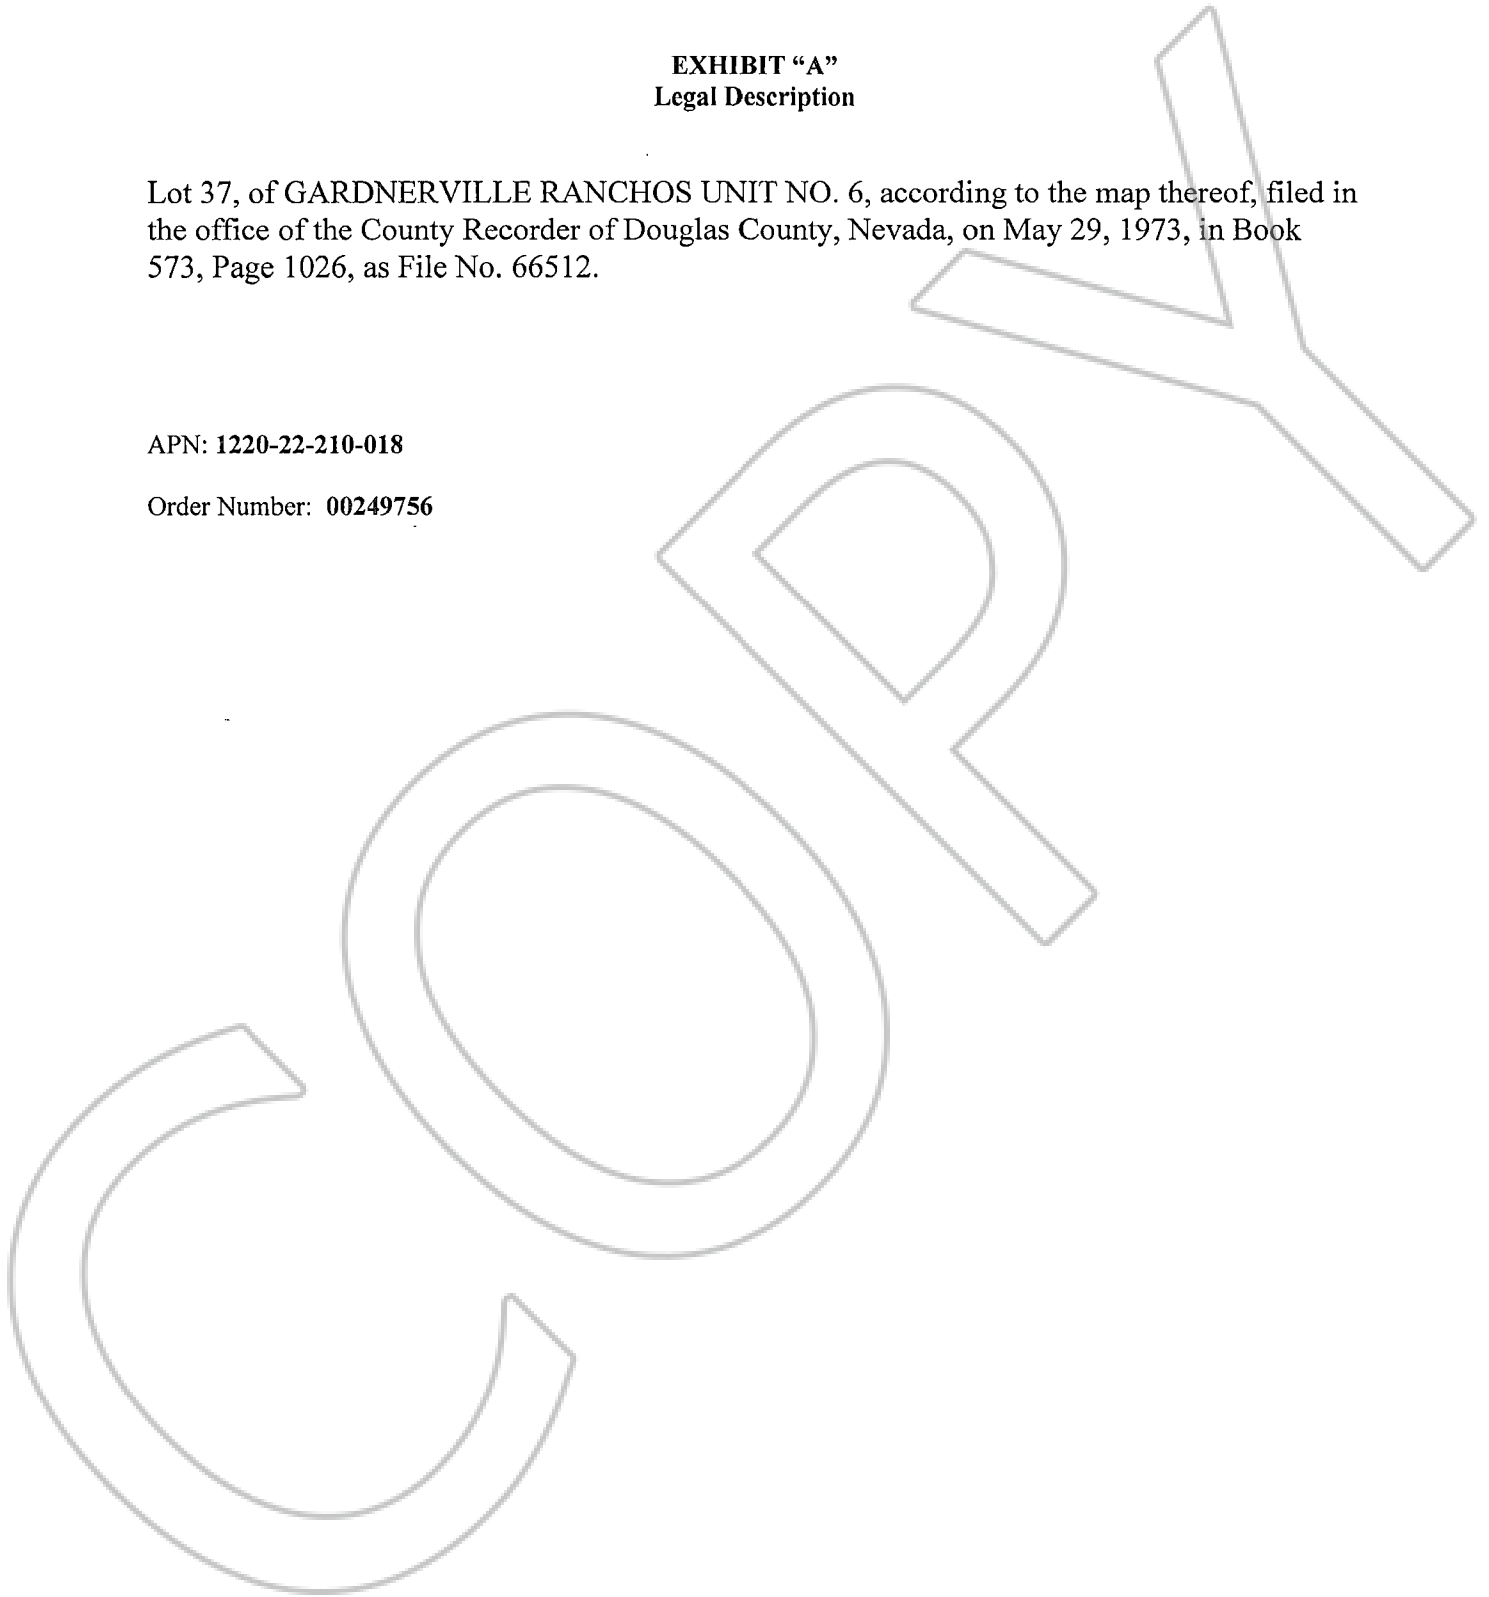 EXHIBIT “A”
Legal Description
Lot 37, of GARDNERVILLE RANCHOS UNIT NO. 6, according to the map thereof, filed in
the office of the County Recorder of Douglas County, Nevada, on May 29, 1973, in Book
573, Page 1026, as File No. 66512.
APN: 1220-22-210-018
Order Number: 00249756
COPY